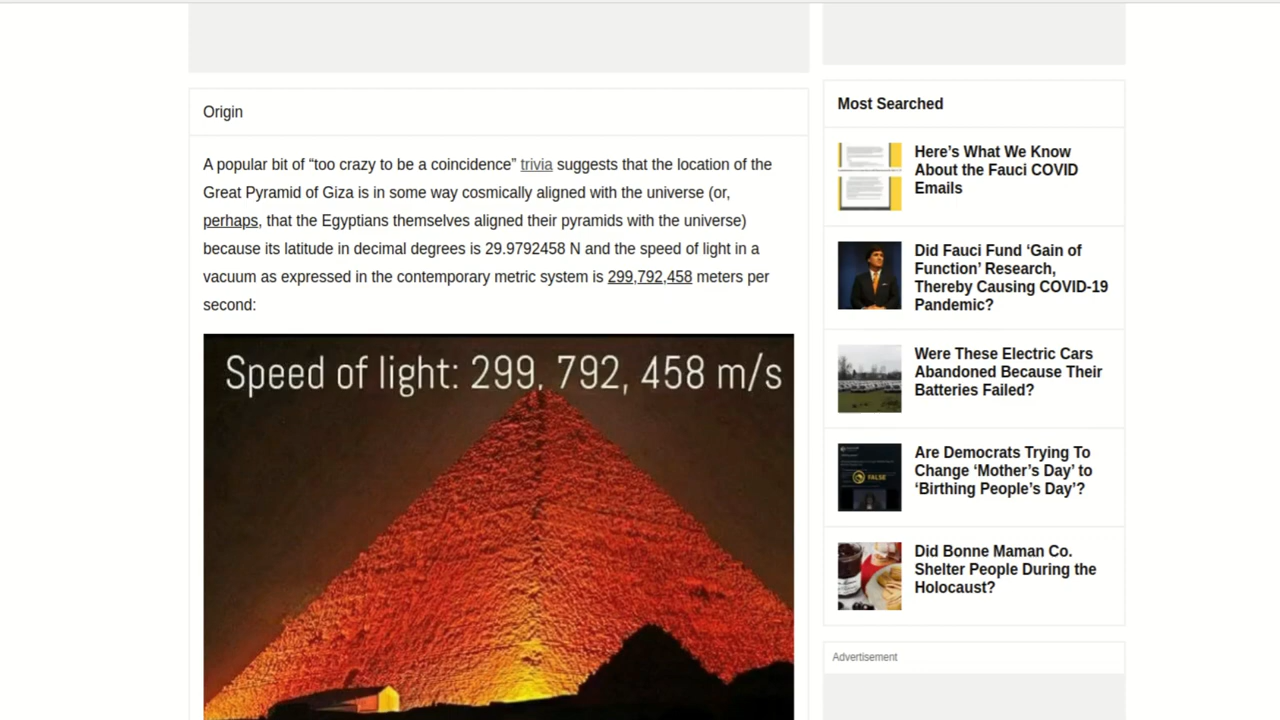 Origin
A popular bit of “too crazy to be a coincidence” trivia suggests that the location of the
Great Pyramid of Giza is in some way cosmically aligned with the universe (or,
perhaps, that the Egyptians themselves aligned their pyramids with the universe)
because its latitude in decimal degrees is 29.9792458 N and the speed of light in a
vacuum as expressed in the contemporary metric system is 299,792,458 meters per
second:
Speed of light: 299, 792, 458 m/s
Most Searched
Here’s What We Know
About the Fauci COVID
Emails
Did Fauci Fund ‘Gain of
Function’ Research,
Thereby Causing COVID-19
Pandemic?
Were These Electric Cars
Abandoned Because Their
Batteries Failed?
Are Democrats Trying To
Change ‘Mother’s Day’ to
‘Birthing People’s Day’?
FALSE
Did Bonne Maman Co.
Shelter People During the
Holocaust?
Advertisement